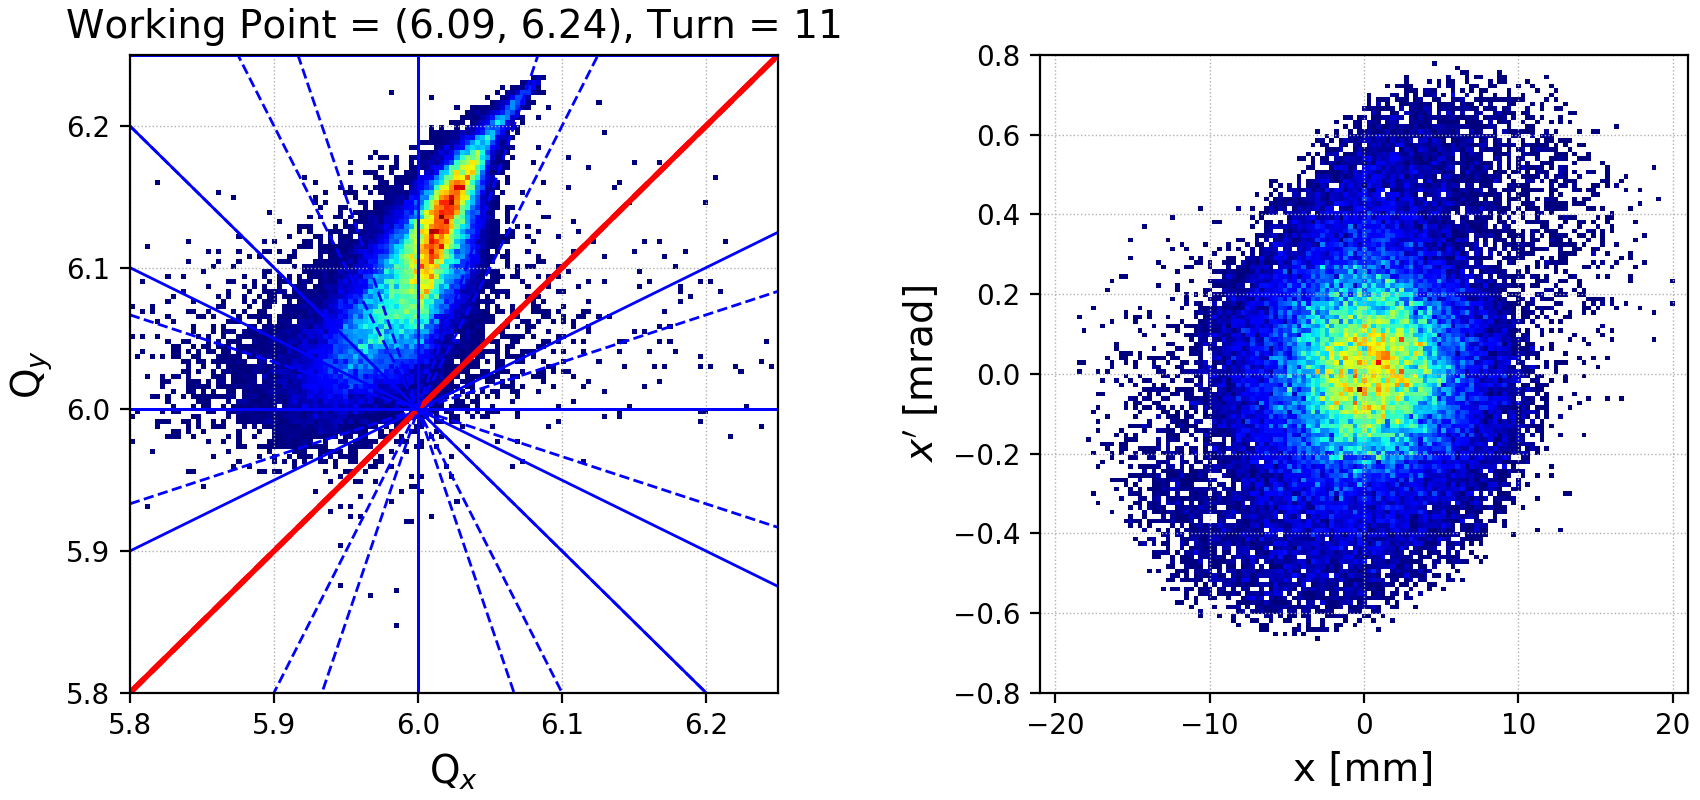 Working Point = (6.09, 6.24), Turn = 11
6.2
6.1
6.0
5.9
5.8
Qy
5.8 5.9 6.0 6.1 6.2
Qx
0.8
0.6
0.4
0.2
0.0
−0.2
−0.4
−0.6
−0.8
x′ [mrad]
−20 −10 0 10 20
x [mm]